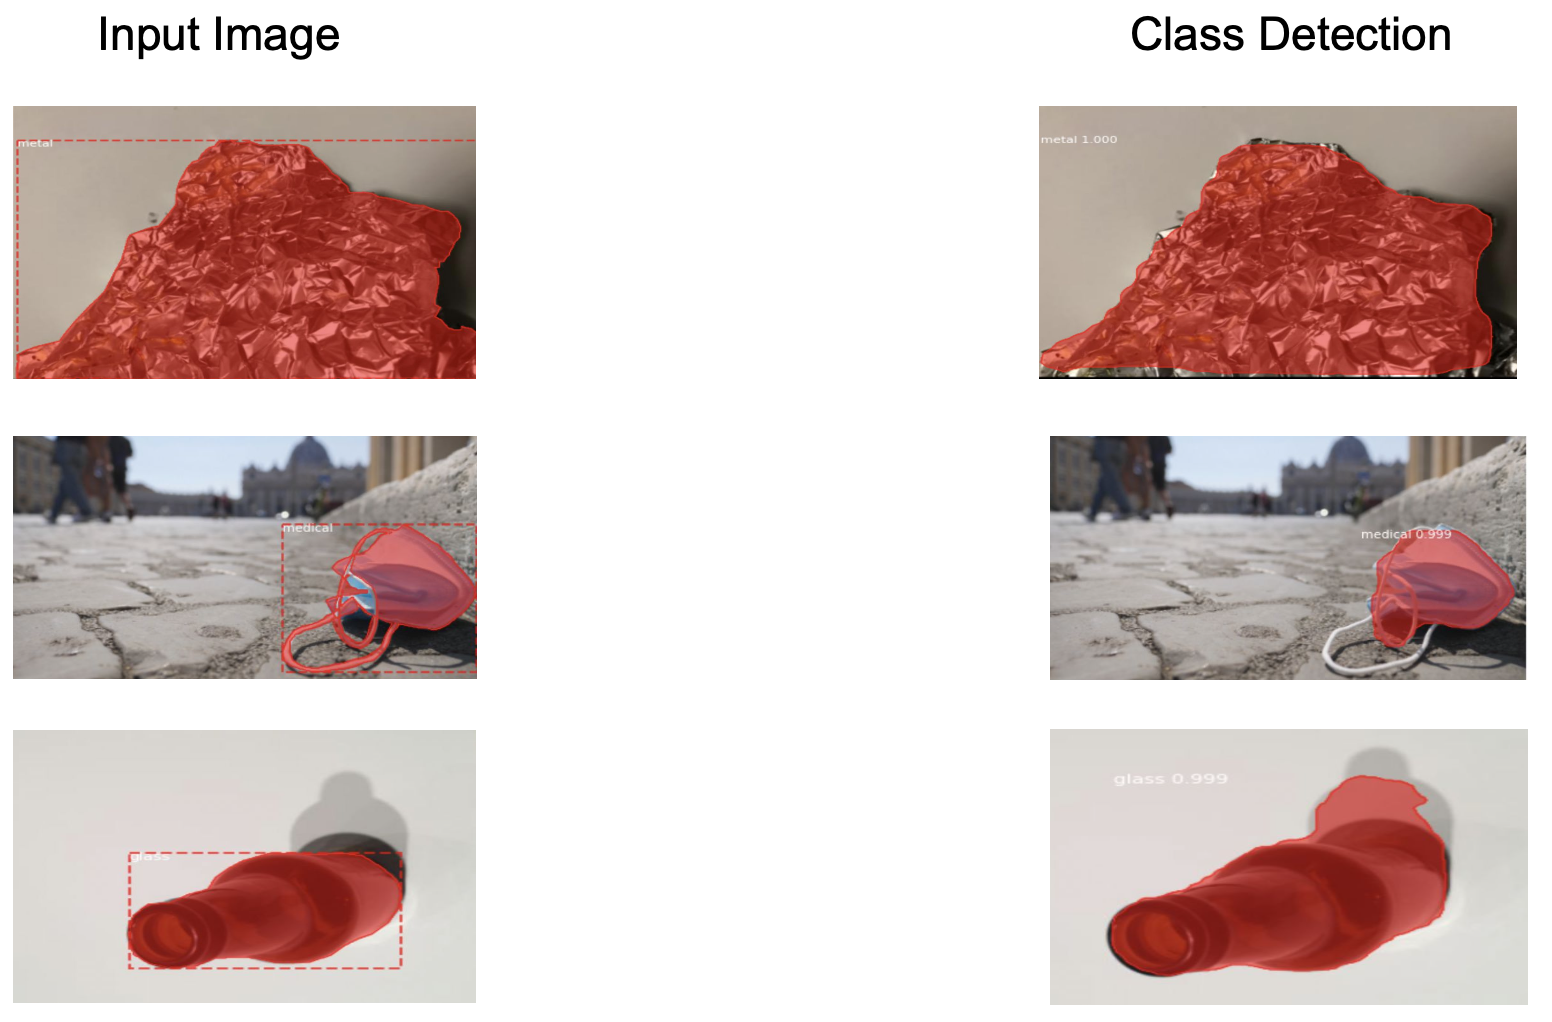 Input Image
Class Detection
metal
metal 1.000
medical
medical 0.999
glass
glass 0.999